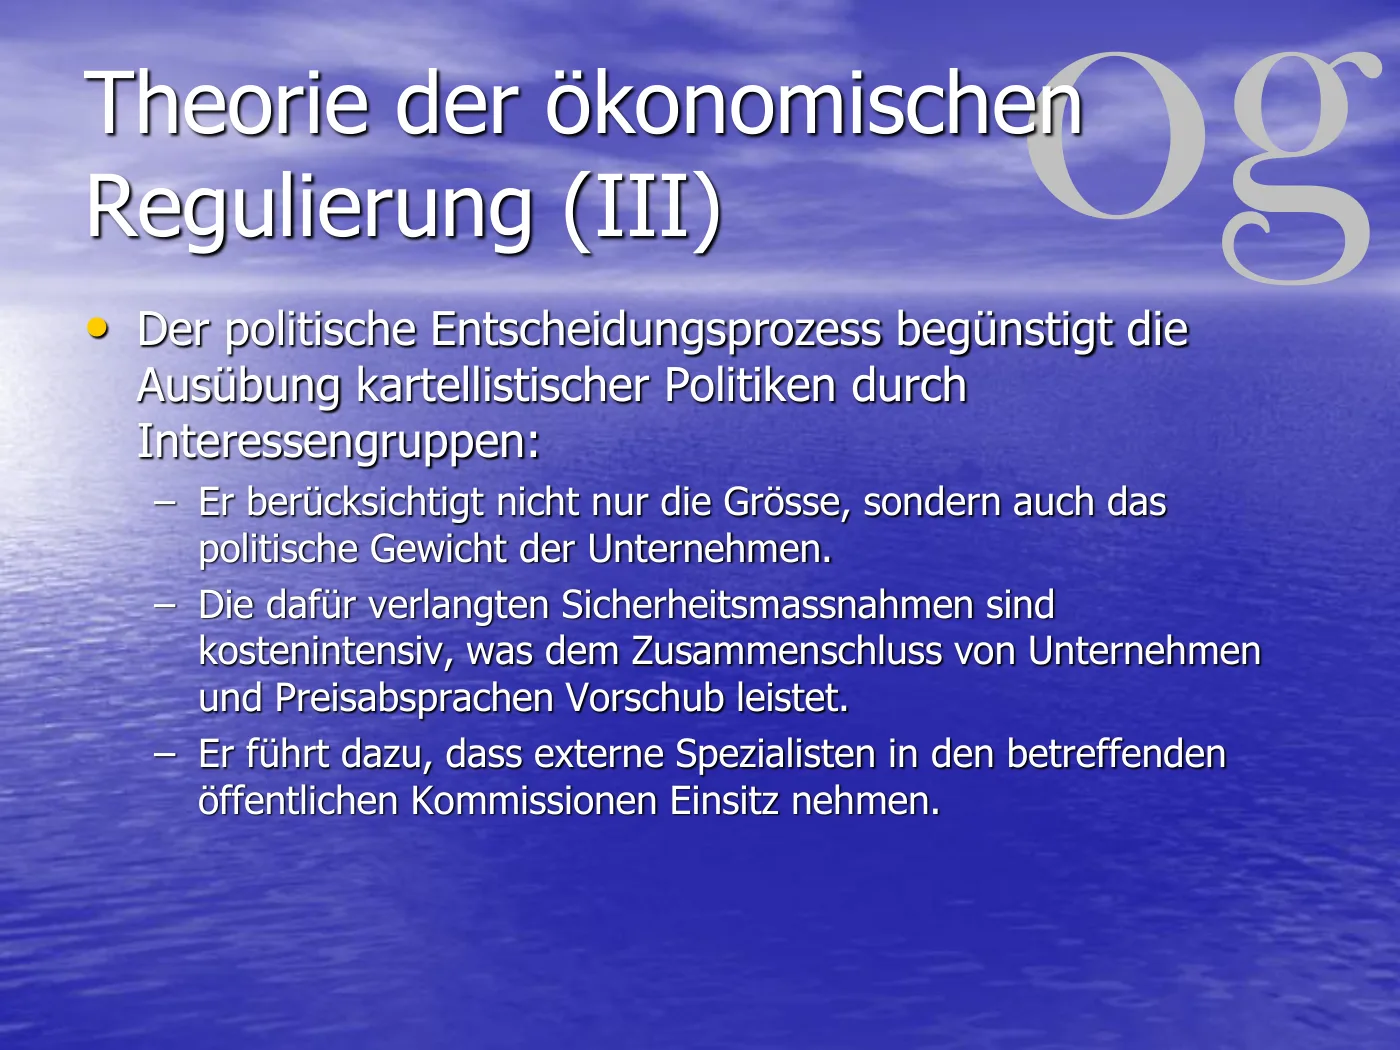 og
Theorie der ökonomischen
Regulierung (III)
• Der politische Entscheidungsprozess begünstigt die
Ausübung kartellistischer Politiken durch
Interessengruppen:
– Er berücksichtigt nicht nur die Grösse, sondern auch das
politische Gewicht der Unternehmen.
– Die dafür verlangten Sicherheitsmassnahmen sind
kostenintensiv, was dem Zusammenschluss von Unternehmen
und Preisabsprachen Vorschub leistet.
– Er führt dazu, dass externe Spezialisten in den betreffenden
öffentlichen Kommissionen Einsitz nehmen.